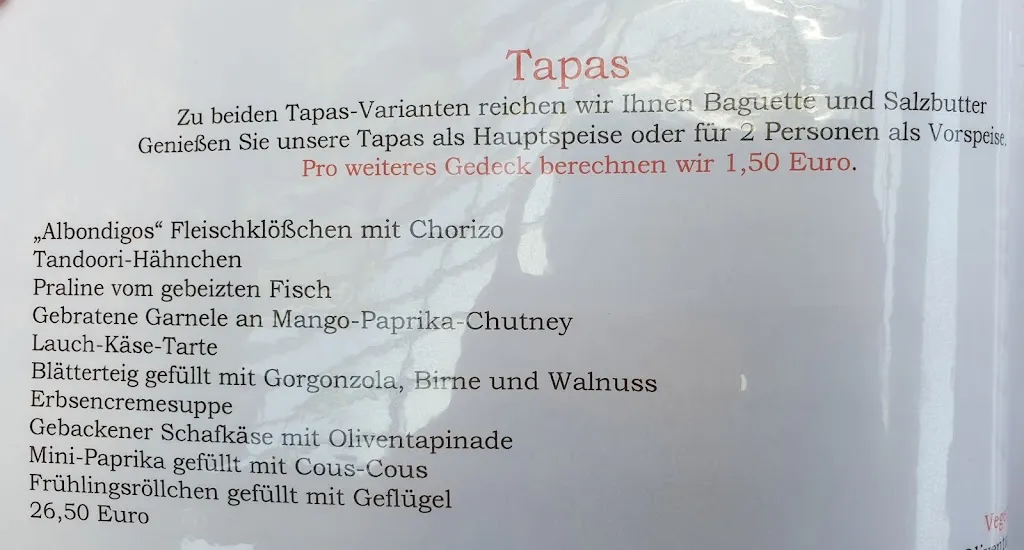 Tapas
Zu beiden Tapas-Varianten reichen wir Ihnen Baguette und Salzbutter
Genießen Sie unsere Tapas als Hauptspeise oder für 2 Personen als Vorspeise.
Pro weiteres Gedeck berechnen wir 1,50 Euro.
„Albondigos“ Fleischklößchen mit Chorizo
Tandoori-Hähnchen
Praline vom gebeizten Fisch
Gebratene Garnele an Mango-Paprika-Chutney
Lauch-Käse-Tarte
Blätterteig gefüllt mit Gorgonzola, Birne und Walnuss
Erbsencremesuppe
Gebackener Schafkäse mit Oliventapinade
Mini-Paprika gefüllt mit Cous-Cous
Frühlingsröllchen gefüllt mit Geflügel
26,50 Euro